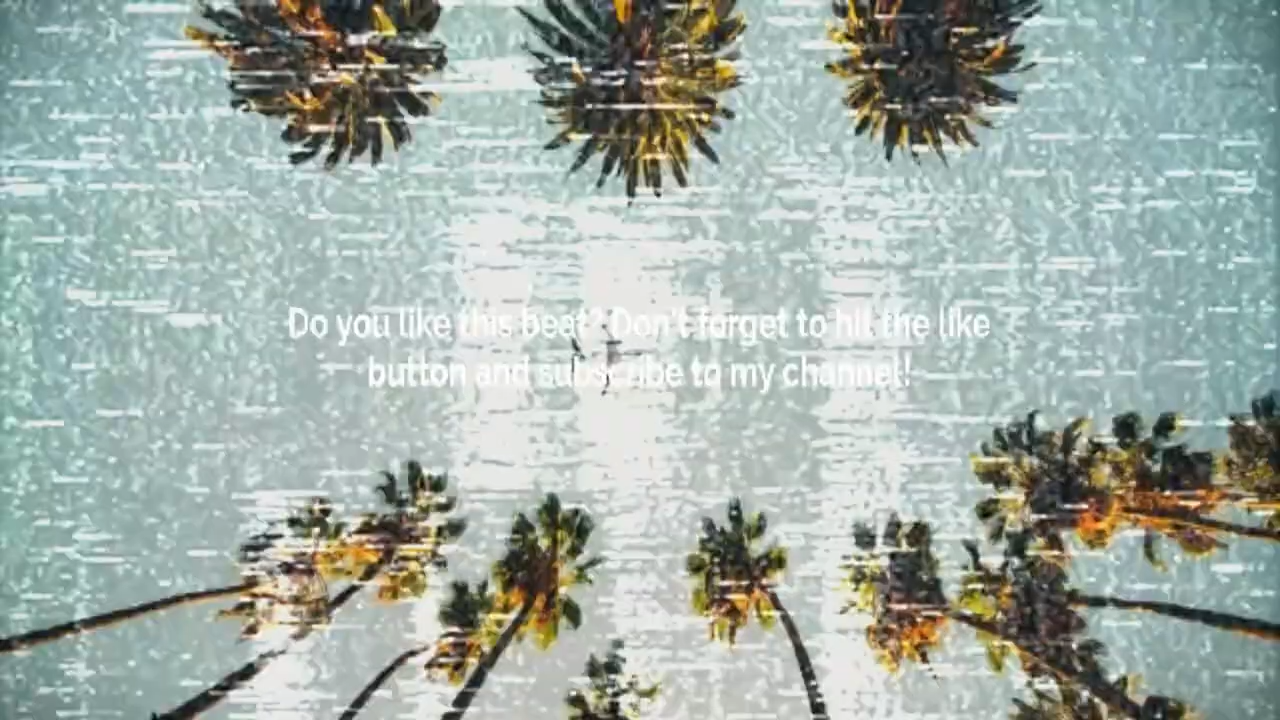 Do you like this beat? Don't forget to hit the like
button and subscribe to my channel!